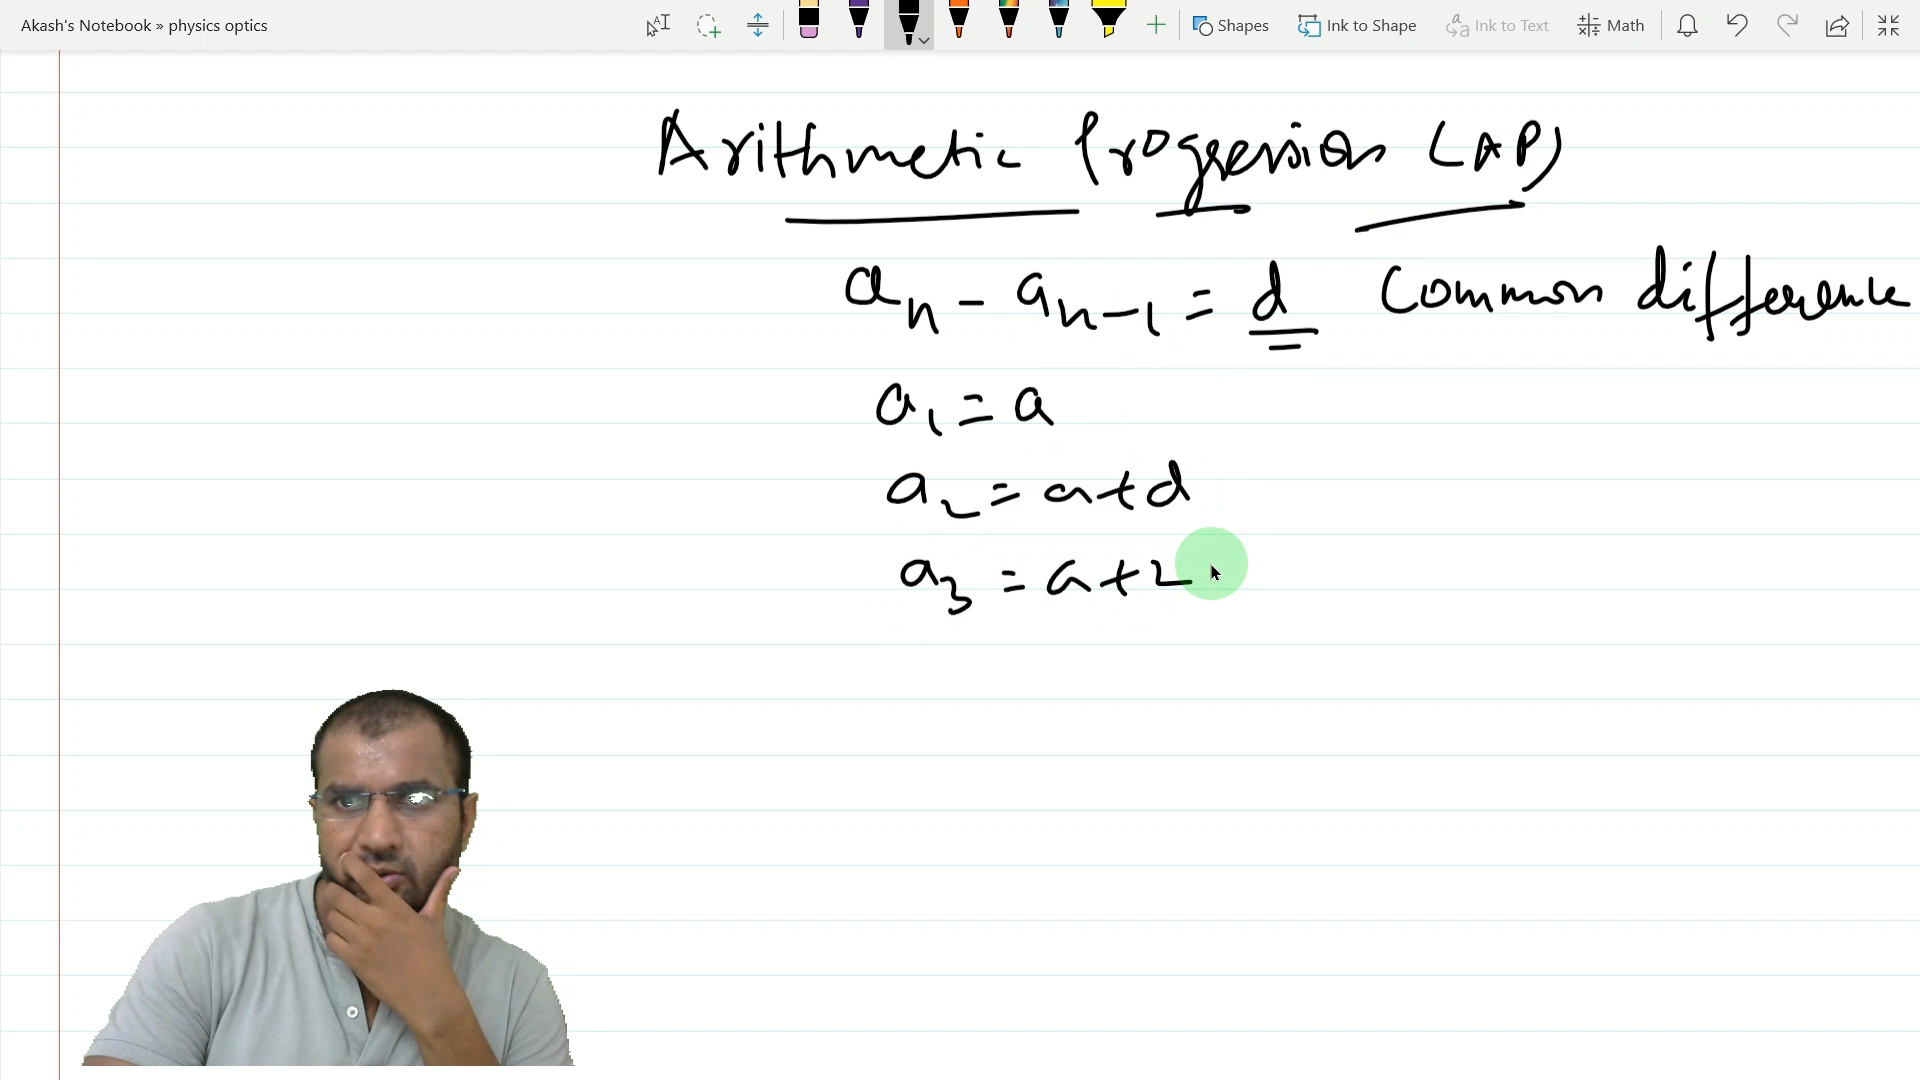 Akash's Notebook » physics optics Shapes Ink to Shape Ink to Text Math
Arithmetic Progression (AP)
aₙ - aₙ₋₁ = d Common difference
a₁ = a
a₂ = a + d
a₃ = a + 2